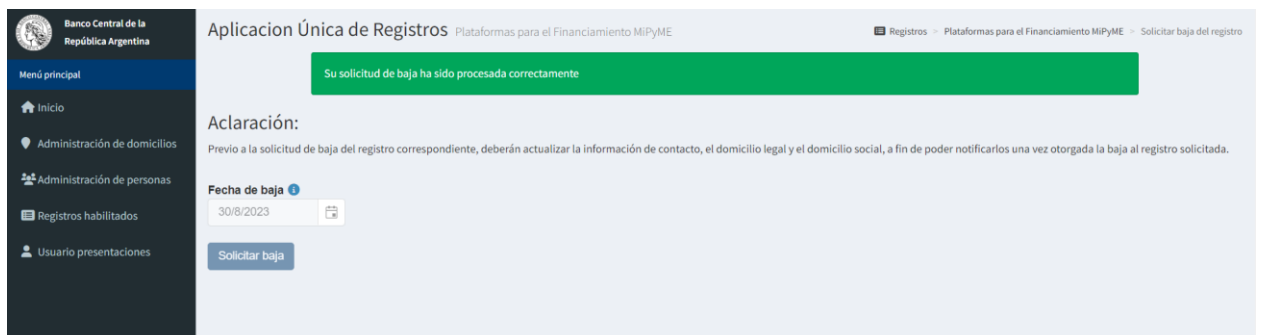 Banco Central de la
República Argentina
Menú principal
Inicio
Administración de domicilios
Administración de personas
Registros habilitados
Usuario presentaciones
Aplicacion Única de Registros Plataformas para el Financiamiento MiPyME
Registros > Plataformas para el Financiamiento MiPyME > Solicitar baja del registro
Su solicitud de baja ha sido procesada correctamente
Aclaración:
Previo a la solicitud de baja del registro correspondiente, deberán actualizar la información de contacto, el domicilio legal y el domicilio social, a fin de poder notificarlos una vez otorgada la baja al registro solicitada.
Fecha de baja
30/8/2023
Solicitar baja